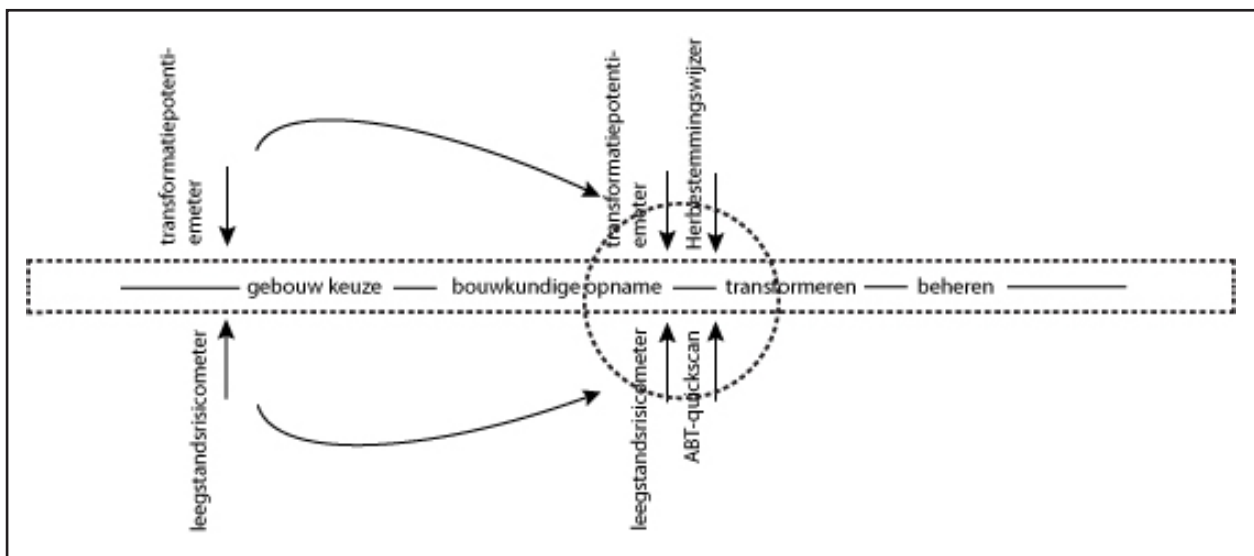 transformatiepotenti-
emeter
transformatiepotenti-
emeter
Herbestemmingswijzer
gebouw keuze
bouwkundige opname
transformeren
beheren
leegstandsrisicometer
leegstandsrisicometer
ABT-quickscan